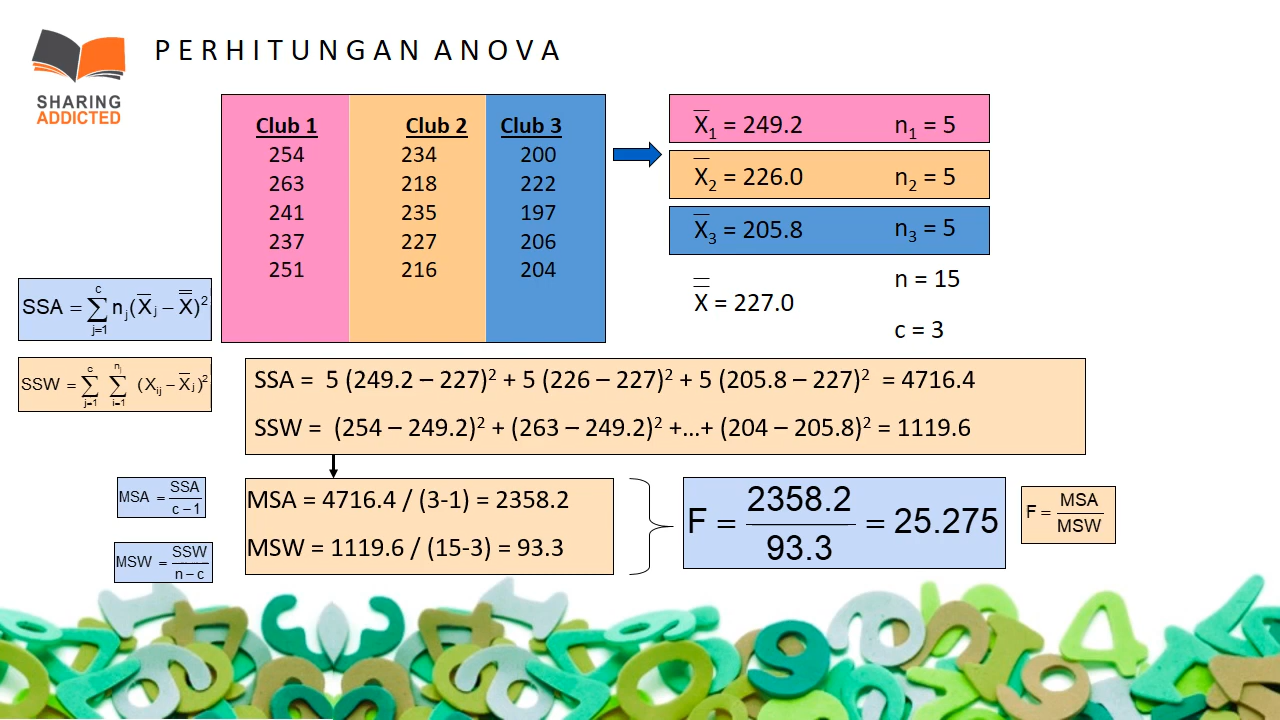 PERHITUNGAN ANOVA
SHARING
ADDICTED
Club 1 Club 2 Club 3
254 234 200
263 218 222
241 235 197
237 227 206
251 216 204
X̅₁ = 249.2 n₁ = 5
X̅₂ = 226.0 n₂ = 5
X̅₃ = 205.8 n₃ = 5
n = 15
X̿ = 227.0
c = 3
SSA = ∑ⱼ₌₁ᶜ nⱼ(X̅ⱼ – X̿)²
SSW = ∑ⱼ₌₁ᶜ ∑ᵢ₌₁ⁿʲ (Xᵢⱼ – X̅ⱼ)²
SSA = 5 (249.2 – 227)² + 5 (226 – 227)² + 5 (205.8 – 227)² = 4716.4
SSW = (254 – 249.2)² + (263 – 249.2)² +...+ (204 – 205.8)² = 1119.6
MSA = SSA / c – 1
MSW = SSW / n – c
MSA = 4716.4 / (3-1) = 2358.2
MSW = 1119.6 / (15-3) = 93.3
F = 2358.2 / 93.3 = 25.275
F = MSA / MSW